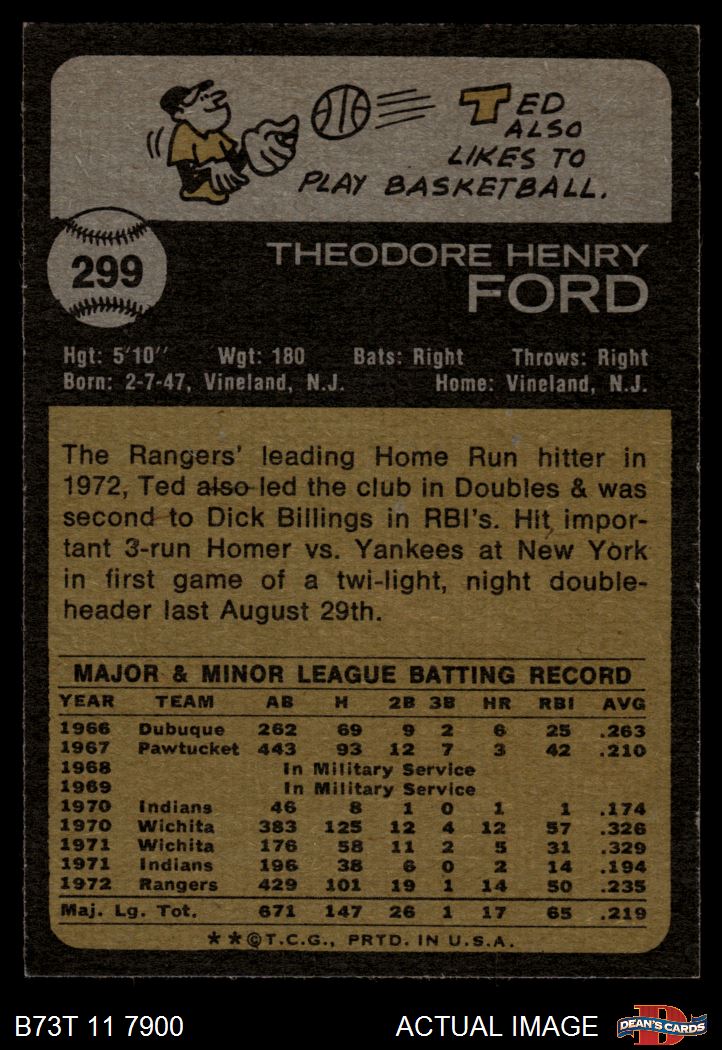 TED
ALSO
LIKES TO
PLAY BASKETBALL.
299
THEODORE HENRY
FORD
Hgt: 5'10" Wgt: 180 Bats: Right Throws: Right
Born: 2-7-47, Vineland, N.J. Home: Vineland, N.J.
The Rangers' leading Home Run hitter in
1972, Ted also led the club in Doubles & was
second to Dick Billings in RBI's. Hit impor-
tant 3-run Homer vs. Yankees at New York
in first game of a twi-light, night double-
header last August 29th.
MAJOR & MINOR LEAGUE BATTING RECORD
YEAR TEAM AB H 2B 3B HR RBI AVG
1966 Dubuque 262 69 9 2 6 25 .263
1967 Pawtucket 443 93 12 7 3 42 .210
1968 In Military Service
1969 In Military Service
1970 Indians 46 8 1 0 1 1 .174
1970 Wichita 383 125 12 4 12 57 .326
1971 Wichita 176 58 11 2 5 31 .329
1971 Indians 196 38 6 0 2 14 .194
1972 Rangers 429 101 19 1 14 50 .235
Maj. Lg. Tot. 671 147 26 1 17 65 .219
**©T.C.G., PRTD. IN U.S.A.
B73T 11 7900 ACTUAL IMAGE
D
DEAN'S CARDS